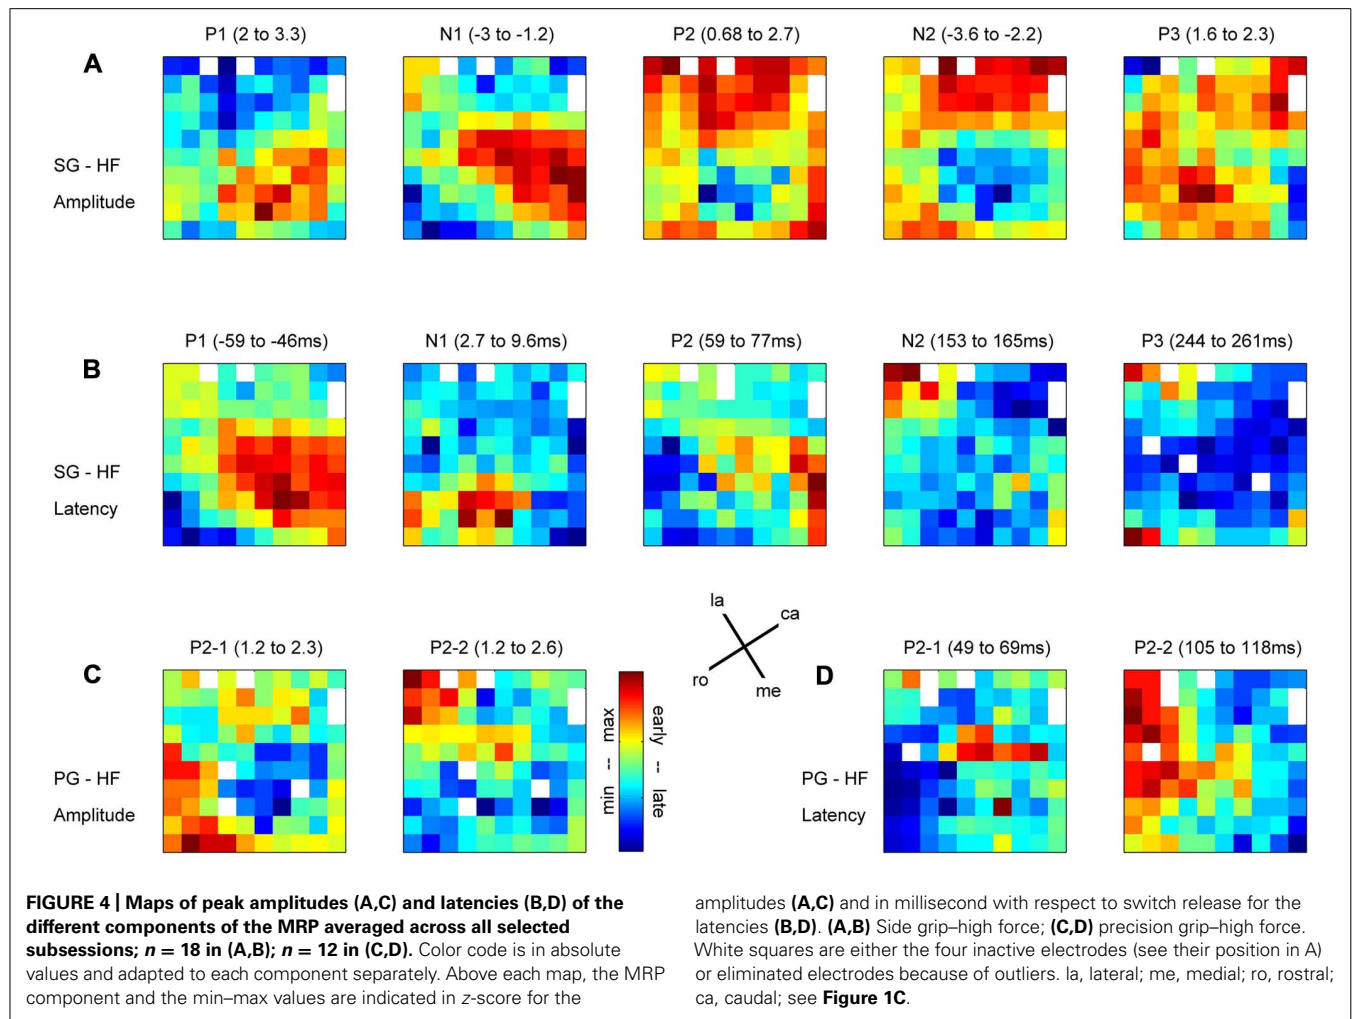 P1 (2 to 3.3)
N1 (-3 to -1.2)
P2 (0.68 to 2.7)
N2 (-3.6 to -2.2)
P3 (1.6 to 2.3)
A
SG - HF
Amplitude
P1 (-59 to -46ms)
N1 (2.7 to 9.6ms)
P2 (59 to 77ms)
N2 (153 to 165ms)
P3 (244 to 261ms)
B
SG - HF
Latency
la
ca
ro
me
P2-1 (1.2 to 2.3)
P2-2 (1.2 to 2.6)
C
PG - HF
Amplitude
min -- max
early -- late
D
P2-1 (49 to 69ms)
P2-2 (105 to 118ms)
PG - HF
Latency
FIGURE 4 | Maps of peak amplitudes (A,C) and latencies (B,D) of the
different components of the MRP averaged across all selected
subsessions; n = 18 in (A,B); n = 12 in (C,D). Color code is in absolute
values and adapted to each component separately. Above each map, the MRP
component and the min–max values are indicated in z-score for the
amplitudes (A,C) and in millisecond with respect to switch release for the
latencies (B,D). (A,B) Side grip–high force; (C,D) precision grip–high force.
White squares are either the four inactive electrodes (see their position in A)
or eliminated electrodes because of outliers. la, lateral; me, medial; ro, rostral;
ca, caudal; see Figure 1C.